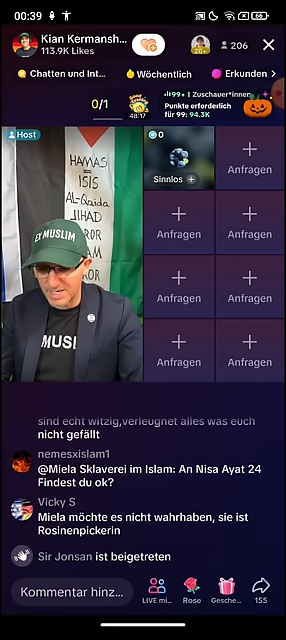 00:39
66
Kian Kermansh...
113.9K Likes
20+
206
Chatten und Int...
Wöchentlich
Erkunden
0/1
48:17
99+ Zuschauer*innen
Punkte erforderlich
für 99: 94.3K
Host
0
HAMAS
=
ISIS
AL-Qaida
JIHAD
ROR
AM
ROR
EX MUSLIM
MUSL
Sinnlos +
Anfragen
Anfragen
Anfragen
Anfragen
Anfragen
Anfragen
Anfragen
sind echt witzig,verleugnet alles was euch
nicht gefällt
nemesxislam1
@Miela Sklaverei im Islam: An Nisa Ayat 24
Findest du ok?
Vicky S
Miela möchte es nicht wahrhaben, sie ist
Rosinenpickerin
Sir Jonsan ist beigetreten
Kommentar hinz...
LIVE mi...
Rose
Gesche...
155